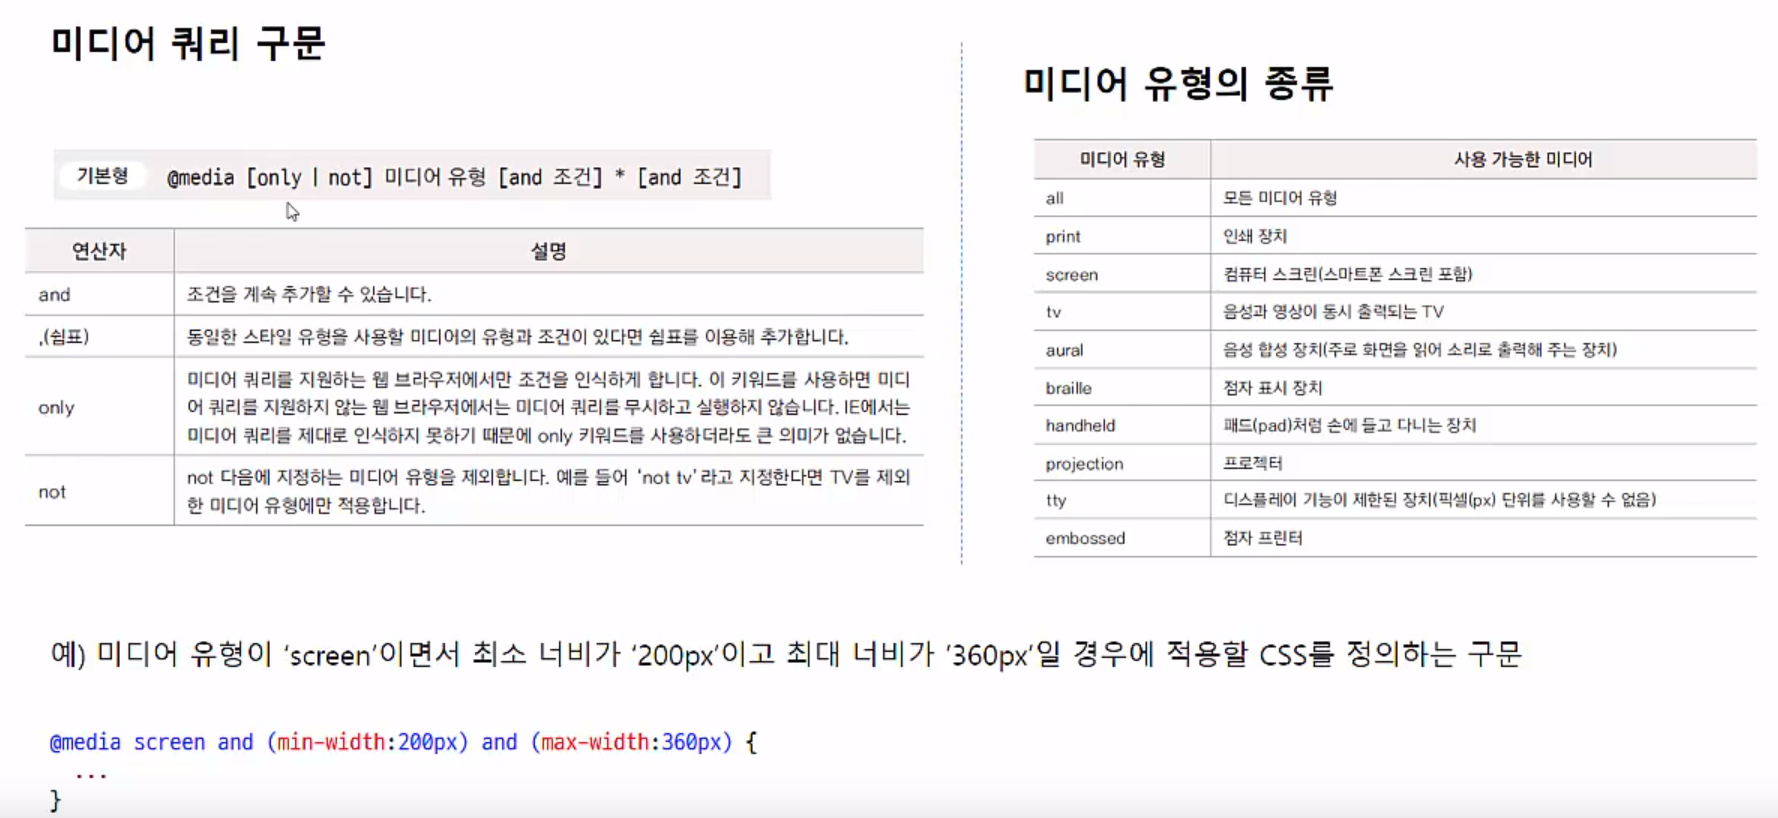 미디어 쿼리 구문
기본형 @media [only | not] 미디어 유형 [and 조건] * [and 조건]
연산자 설명
and 조건을 계속 추가할 수 있습니다.
,(쉼표) 동일한 스타일 유형을 사용할 미디어의 유형과 조건이 있다면 쉼표를 이용해 추가합니다.
only 미디어 쿼리를 지원하는 웹 브라우저에서만 조건을 인식하게 합니다. 이 키워드를 사용하면 미디
어 쿼리를 지원하지 않는 웹 브라우저에서는 미디어 쿼리를 무시하고 실행하지 않습니다. IE에서는
미디어 쿼리를 제대로 인식하지 못하기 때문에 only 키워드를 사용하더라도 큰 의미가 없습니다.
not not 다음에 지정하는 미디어 유형을 제외합니다. 예를 들어 ‘not tv’라고 지정한다면 TV를 제외
한 미디어 유형에만 적용합니다.
미디어 유형의 종류
미디어 유형 사용 가능한 미디어
all 모든 미디어 유형
print 인쇄 장치
screen 컴퓨터 스크린(스마트폰 스크린 포함)
tv 음성과 영상이 동시 출력되는 TV
aural 음성 합성 장치(주로 화면을 읽어 소리로 출력해 주는 장치)
braille 점자 표시 장치
handheld 패드(pad)처럼 손에 들고 다니는 장치
projection 프로젝터
tty 디스플레이 기능이 제한된 장치(픽셀(px) 단위를 사용할 수 없음)
embossed 점자 프린터
예) 미디어 유형이 ‘screen’이면서 최소 너비가 ‘200px’이고 최대 너비가 ‘360px’일 경우에 적용할 CSS를 정의하는 구문
@media screen and (min-width:200px) and (max-width:360px) {
...
}